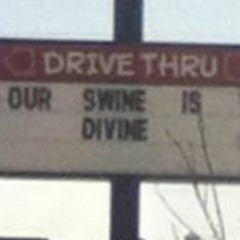 DRIVE THRU
OUR SWINE IS
DIVINE